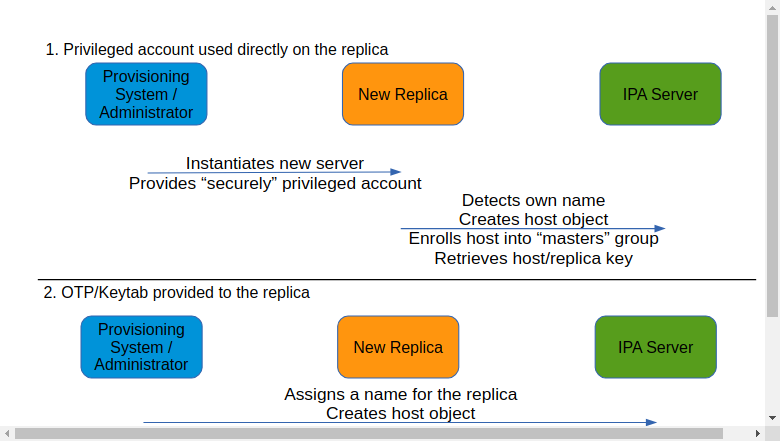 1. Privileged account used directly on the replica
Provisioning
System /
Administrator
New Replica
IPA Server
Instantiates new server
Provides “securely” privileged account
Detects own name
Creates host object
Enrolls host into “masters” group
Retrieves host/replica key
2. OTP/Keytab provided to the replica
Provisioning
System /
Administrator
New Replica
IPA Server
Assigns a name for the replica
Creates host object